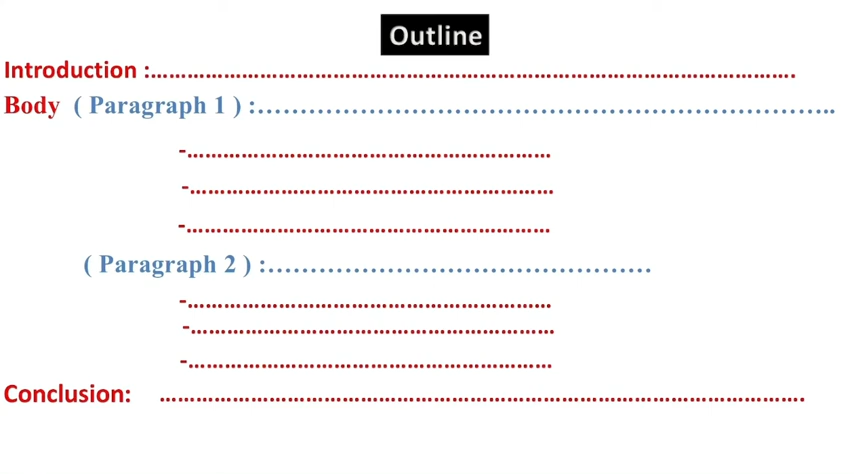 Outline
Introduction :…………………………………………………………………………………………….
Body ( Paragraph 1 ) :…………………………………………………………..
-……………………………………………………
-……………………………………………………
-……………………………………………………
( Paragraph 2 ) :………………………………………
-……………………………………………………
-……………………………………………………
-……………………………………………………
Conclusion: …………………………………………………………………………………………….